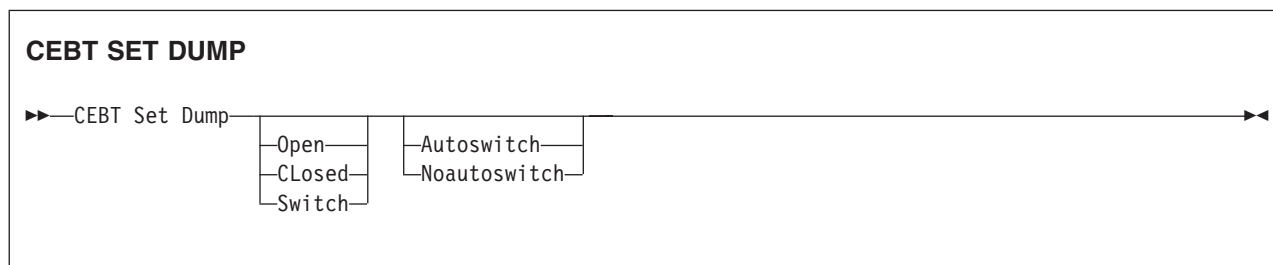 CEBT SET DUMP
CEBT Set Dump
Open
Autoswitch
CLosed
Noautoswitch
Switch